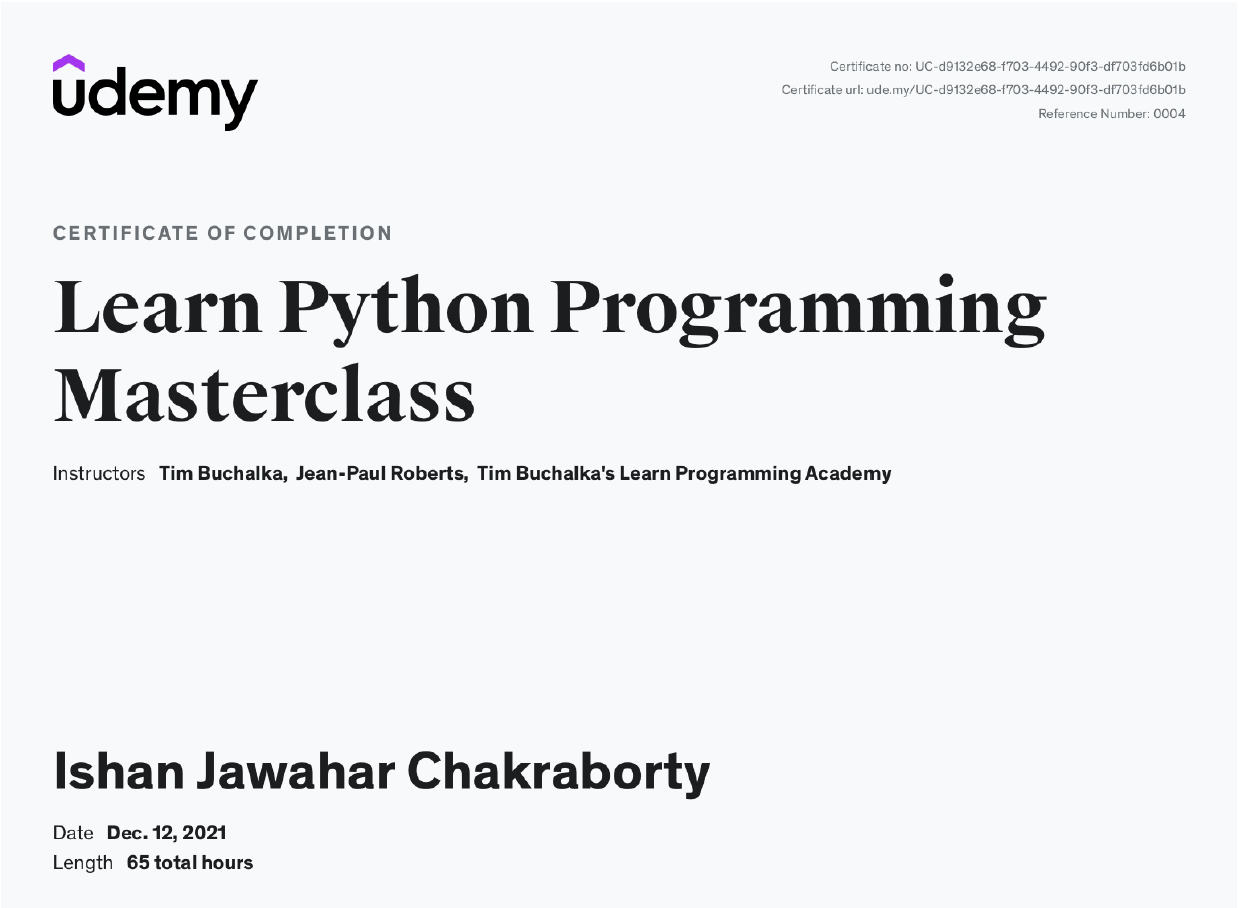 udemy
Certificate no: UC-d9132e68-f703-4492-90f3-df703fd6b01b
Certificate url: ude.my/UC-d9132e68-f703-4492-90f3-df703fd6b01b
Reference Number: 0004
CERTIFICATE OF COMPLETION
Learn Python Programming
Masterclass
Instructors Tim Buchalka, Jean-Paul Roberts, Tim Buchalka's Learn Programming Academy
Ishan Jawahar Chakraborty
Date Dec. 12, 2021
Length 65 total hours